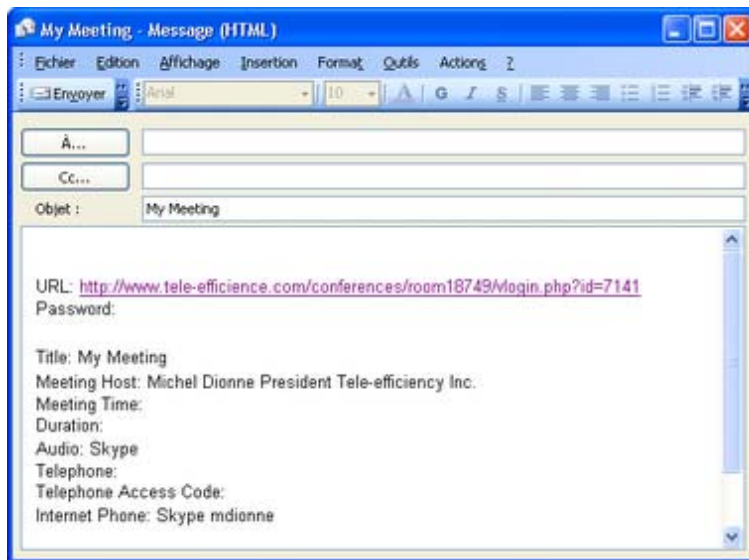 My Meeting - Message (HTML)
Fichier Edition Affichage Insertion Format Outils Actions ?
Envoyer Arial 10 A G I S
À...
Cc...
Objet : My Meeting
URL: http://www.tele-efficience.com/conferences/room18749/vlogin.php?id=7141
Password:
Title: My Meeting
Meeting Host: Michel Dionne President Tele-efficiency Inc.
Meeting Time:
Duration:
Audio: Skype
Telephone:
Telephone Access Code:
Internet Phone: Skype mdionne